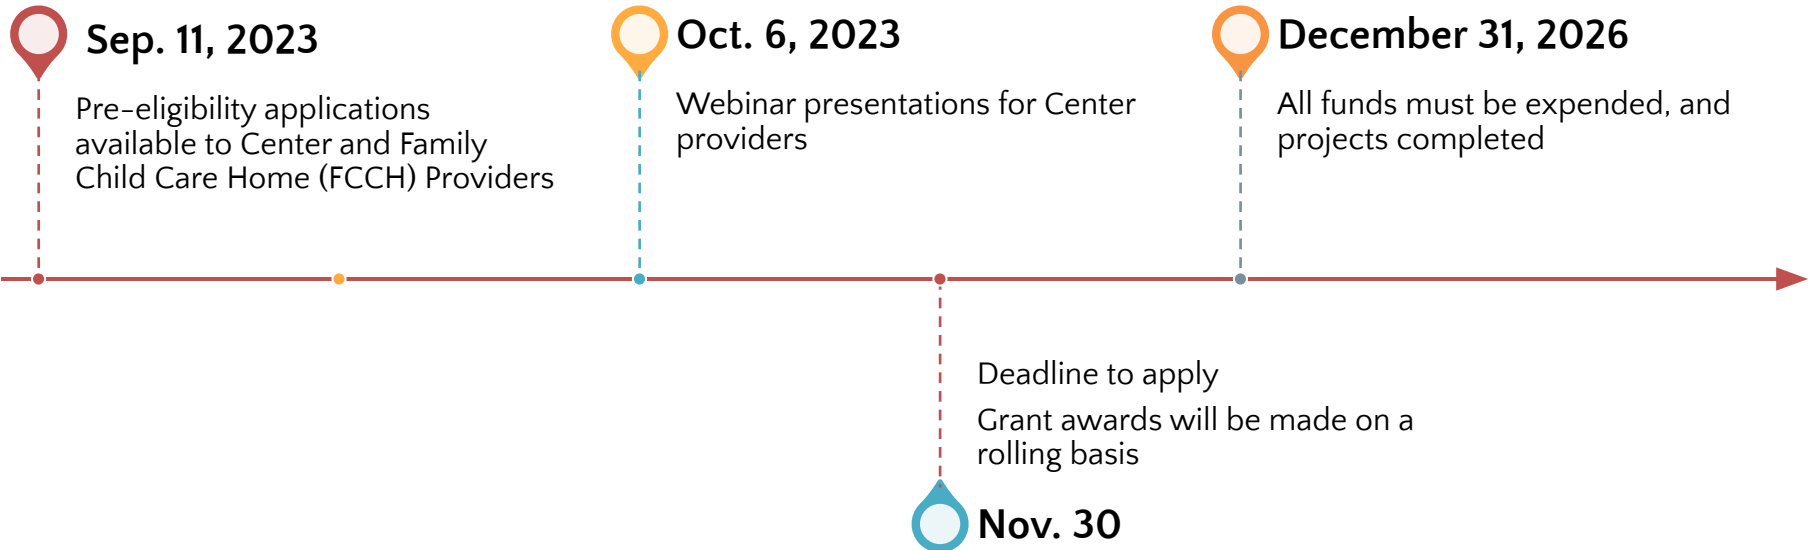 Sep. 11, 2023
Pre-eligibility applications
available to Center and Family
Child Care Home (FCCH) Providers
Oct. 6, 2023
Webinar presentations for Center
providers
December 31, 2026
All funds must be expended, and
projects completed
Deadline to apply
Grant awards will be made on a
rolling basis
Nov. 30